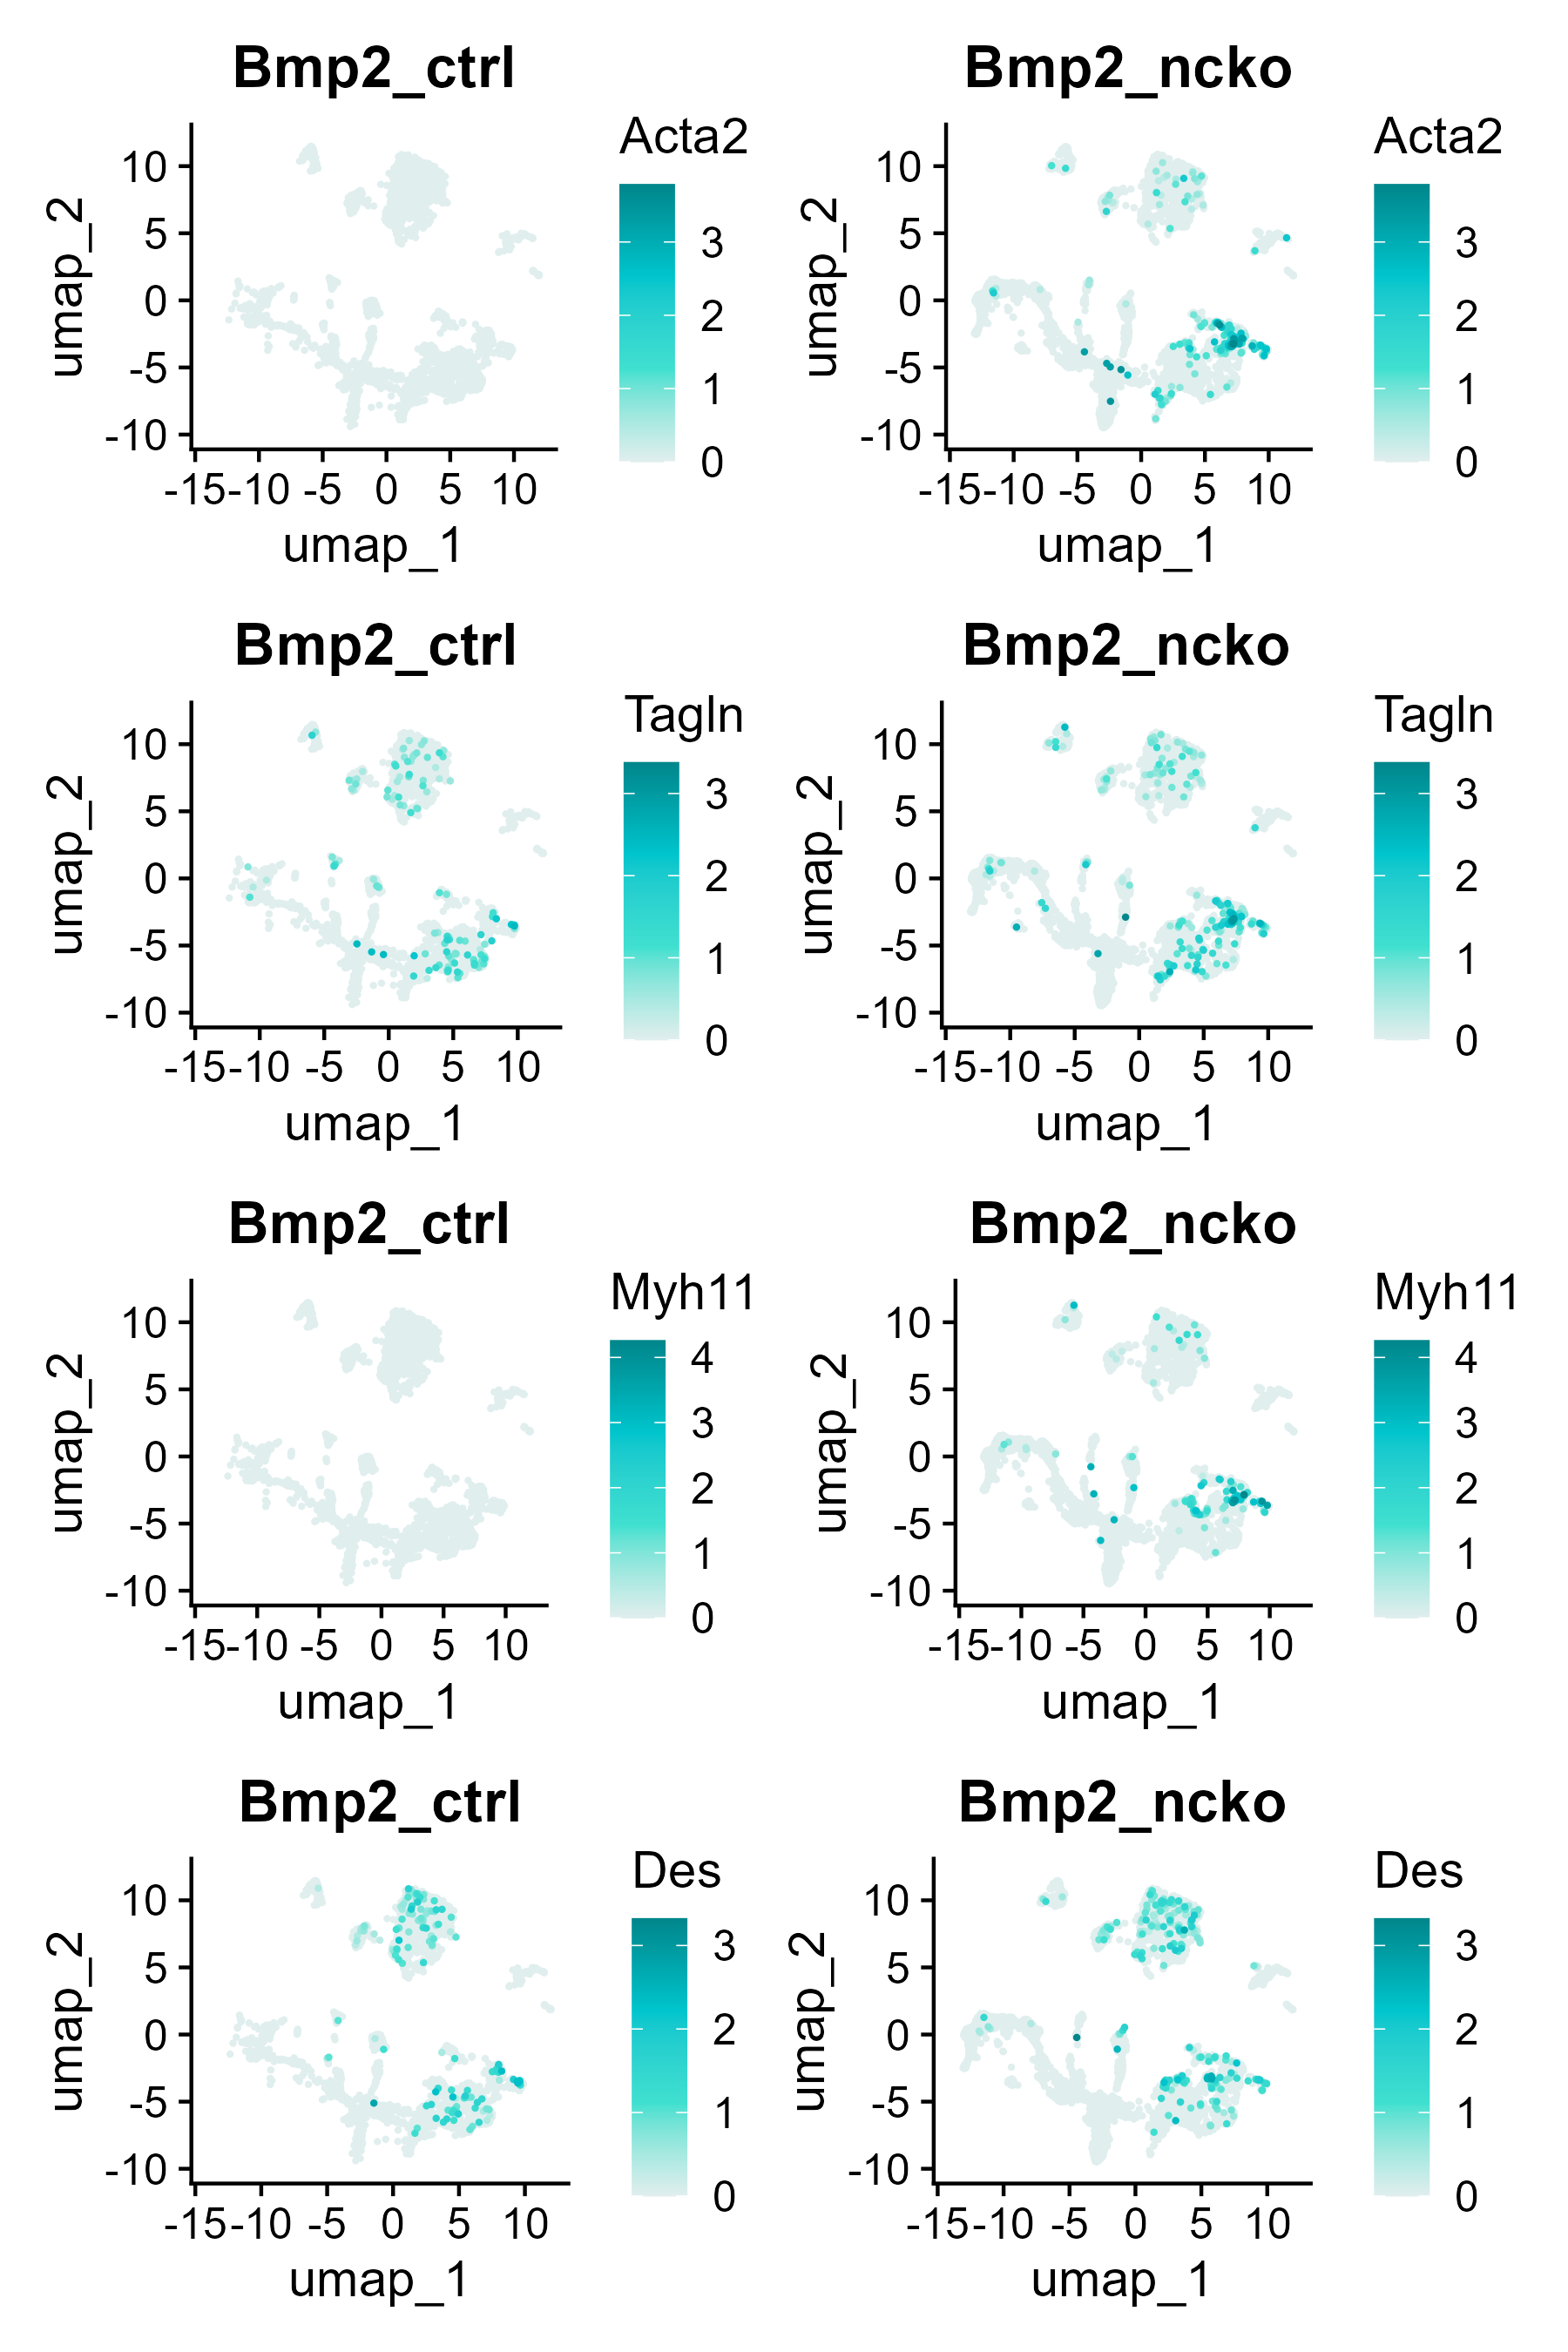 Bmp2_ctrl Bmp2_ncko
Acta2 Acta2
umap_2 10 5 0 -5 -10 3 2 1 0 umap_2 10 5 0 -5 -10 3 2 1 0
-15 -10 -5 0 5 10 -15 -10 -5 0 5 10
umap_1 umap_1
Bmp2_ctrl Bmp2_ncko
Tagln Tagln
umap_2 10 5 0 -5 -10 3 2 1 0 umap_2 10 5 0 -5 -10 3 2 1 0
-15 -10 -5 0 5 10 -15 -10 -5 0 5 10
umap_1 umap_1
Bmp2_ctrl Bmp2_ncko
Myh11 Myh11
umap_2 10 5 0 -5 -10 4 3 2 1 0 umap_2 10 5 0 -5 -10 4 3 2 1 0
-15 -10 -5 0 5 10 -15 -10 -5 0 5 10
umap_1 umap_1
Bmp2_ctrl Bmp2_ncko
Des Des
umap_2 10 5 0 -5 -10 3 2 1 0 umap_2 10 5 0 -5 -10 3 2 1 0
-15 -10 -5 0 5 10 -15 -10 -5 0 5 10
umap_1 umap_1